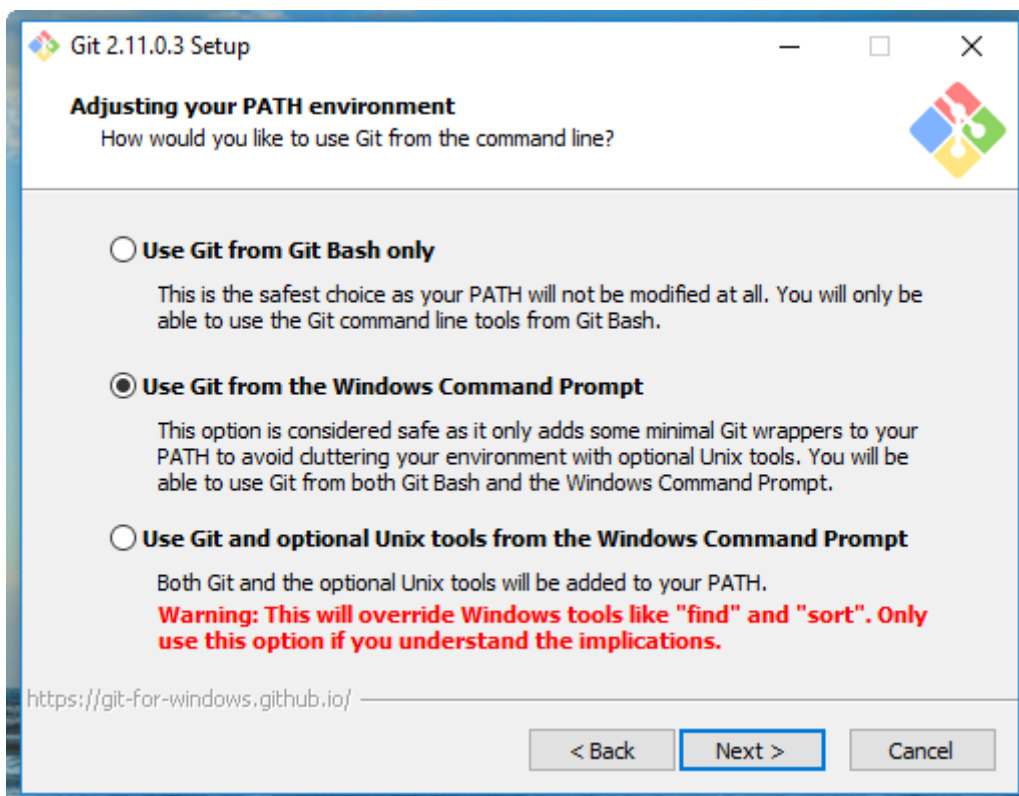 Git 2.11.0.3 Setup
Adjusting your PATH environment
How would you like to use Git from the command line?
Use Git from Git Bash only
This is the safest choice as your PATH will not be modified at all. You will only be
able to use the Git command line tools from Git Bash.
Use Git from the Windows Command Prompt
This option is considered safe as it only adds some minimal Git wrappers to your
PATH to avoid cluttering your environment with optional Unix tools. You will be
able to use Git from both Git Bash and the Windows Command Prompt.
Use Git and optional Unix tools from the Windows Command Prompt
Both Git and the optional Unix tools will be added to your PATH.
Warning: This will override Windows tools like "find" and "sort". Only
use this option if you understand the implications.
https://git-for-windows.github.io/
< Back Next > Cancel